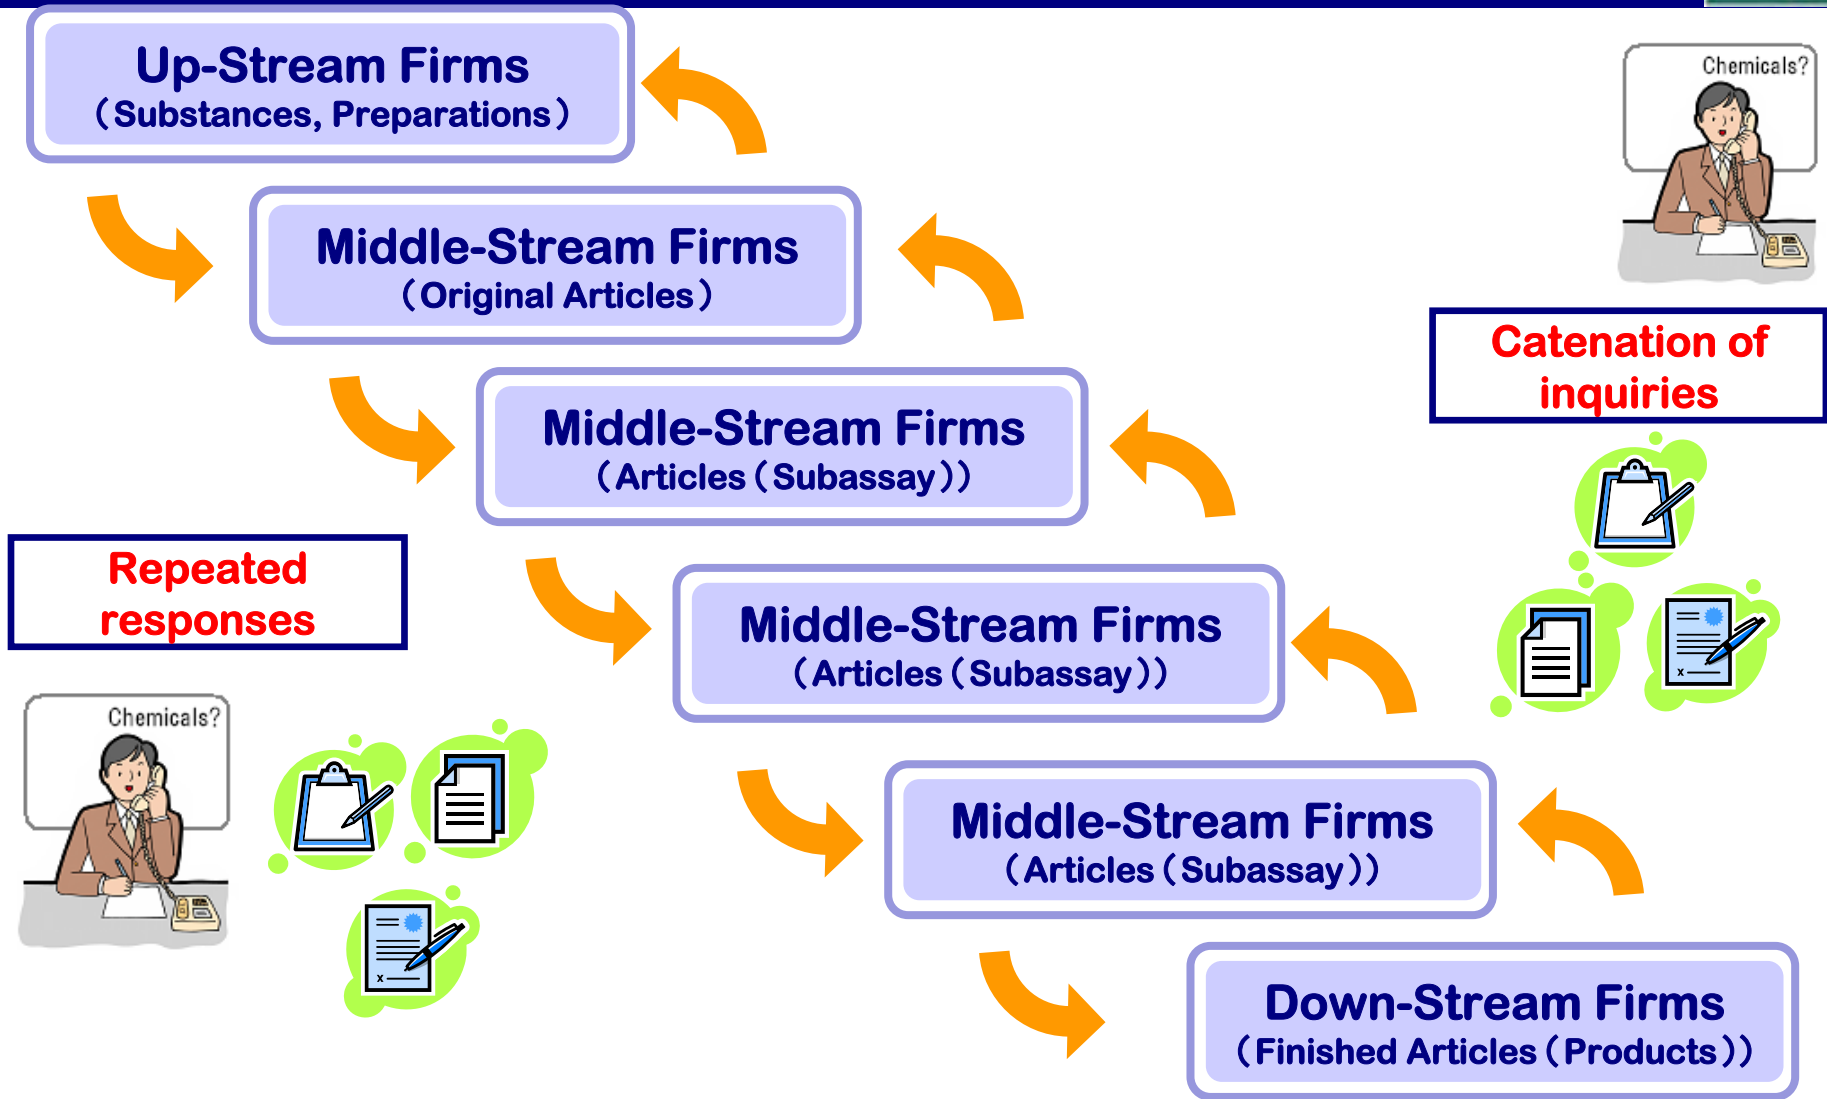 Up-Stream Firms
(Substances, Preparations)
Chemicals?
Middle-Stream Firms
(Original Articles)
Catenation of
inquiries
Middle-Stream Firms
(Articles (Subassay))
Repeated
responses
Middle-Stream Firms
(Articles (Subassay))
Chemicals?
Middle-Stream Firms
(Articles (Subassay))
Down-Stream Firms
(Finished Articles (Products))